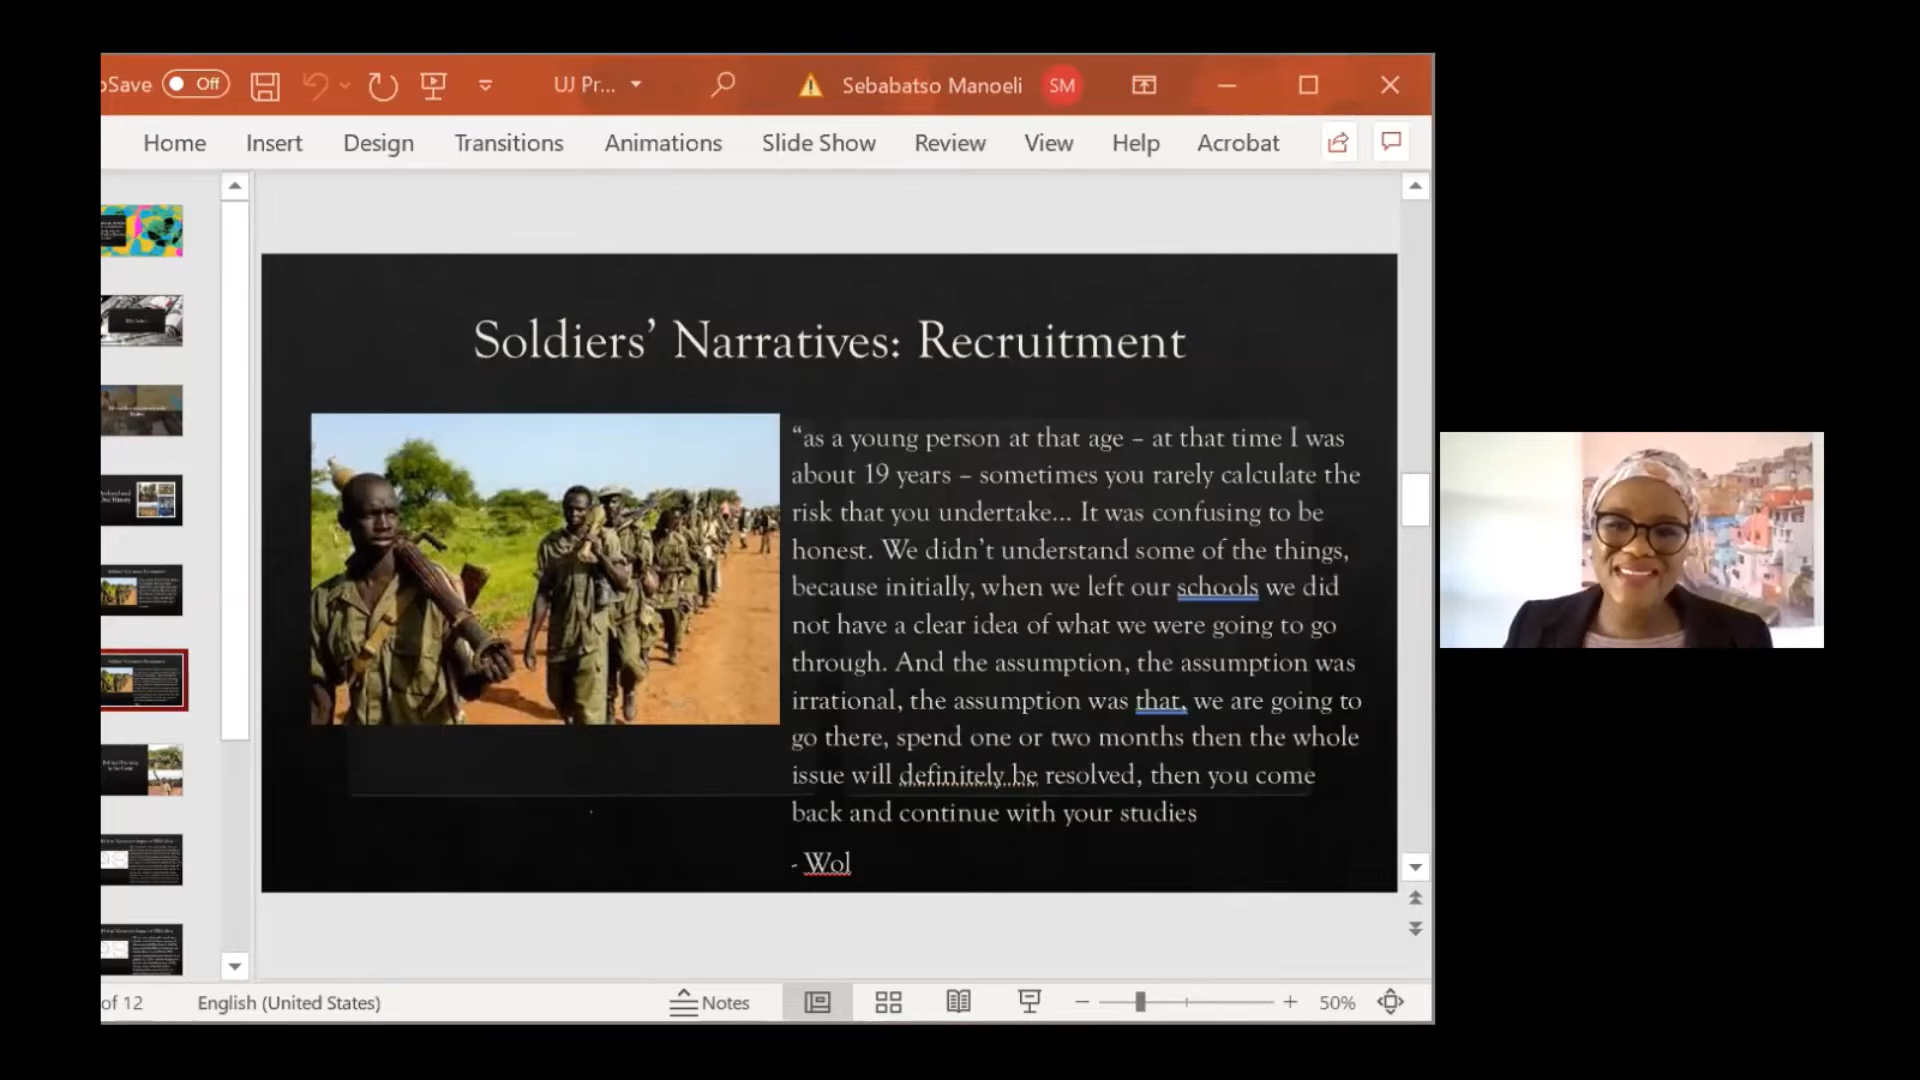 oSave Off UJ Pr... Sebabatso Manoeli SM
Home Insert Design Transitions Animations Slide Show Review View Help Acrobat
Soldiers’ Narratives: Recruitment
“as a young person at that age – at that time I was
about 19 years – sometimes you rarely calculate the
risk that you undertake... It was confusing to be
honest. We didn’t understand some of the things,
because initially, when we left our schools we did
not have a clear idea of what we were going to go
through. And the assumption, the assumption was
irrational, the assumption was that, we are going to
go there, spend one or two months then the whole
issue will definitely be resolved, then you come
back and continue with your studies
- Wol
of 12 English (United States) Notes 50%